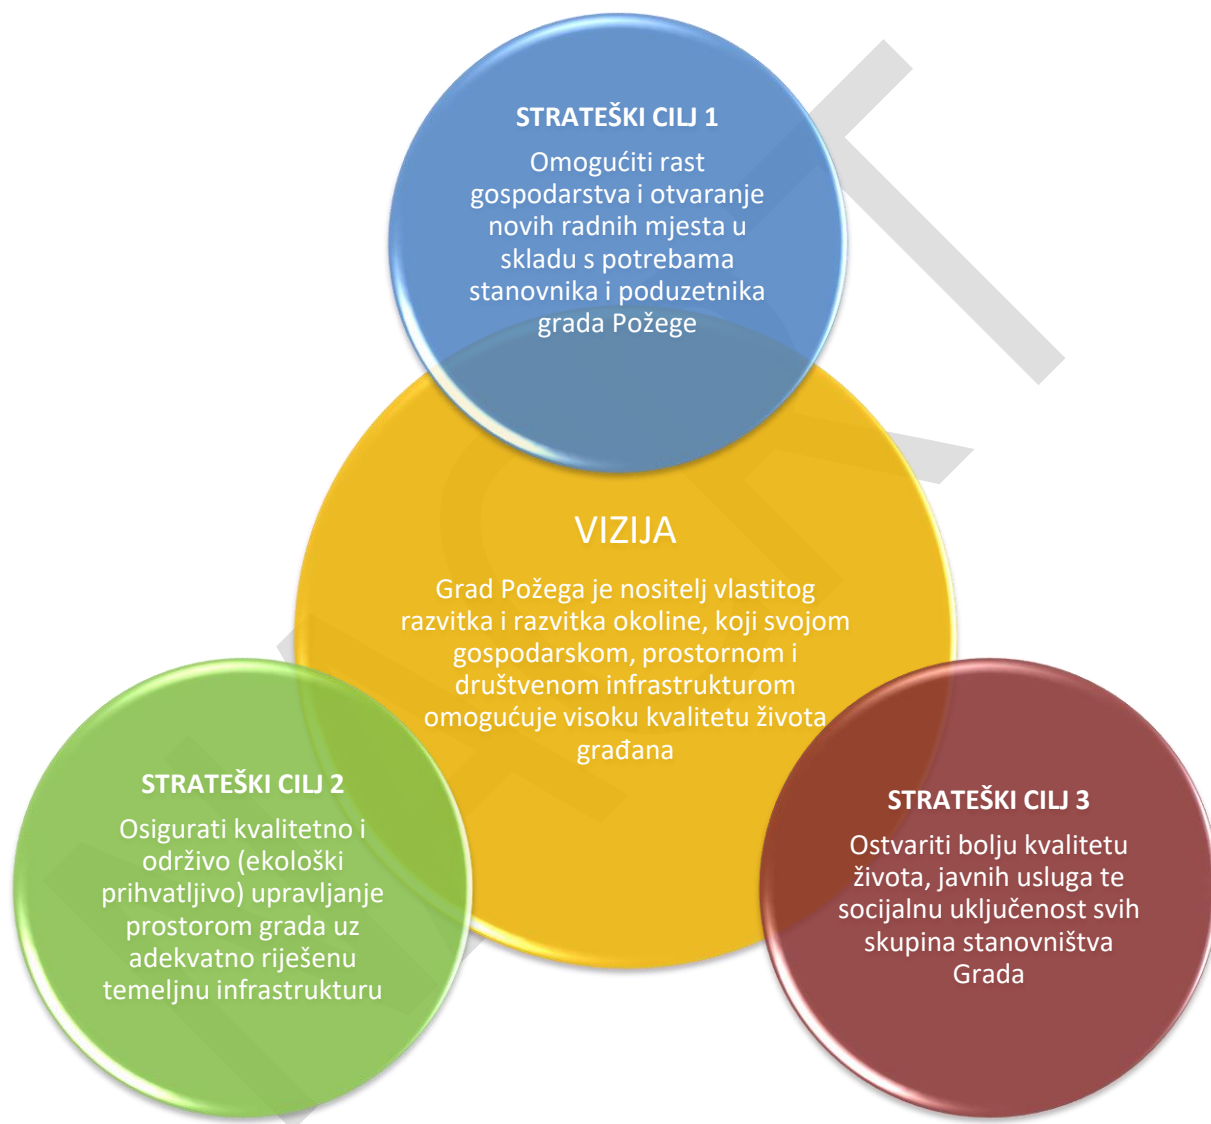 STRATEŠKI CILJ 1
Omogućiti rast
gospodarstva i otvaranje
novih radnih mjesta u
skladu s potrebama
stanovnika i poduzetnika
grada Požege
VIZIJA
Grad Požega je nositelj vlastitog
razvitka i razvitka okoline, koji svojom
gospodarskom, prostornom i
društvenom infrastrukturom
omogućuje visoku kvalitetu života
građana
STRATEŠKI CILJ 2
Osigurati kvalitetno i
održivo (ekološki
prihvatljivo) upravljanje
prostorom grada uz
adekvatno riješenu
temeljnu infrastrukturu
STRATEŠKI CILJ 3
Ostvariti bolju kvalitetu
života, javnih usluga te
socijalnu uključenost svih
skupina stanovništva
Grada